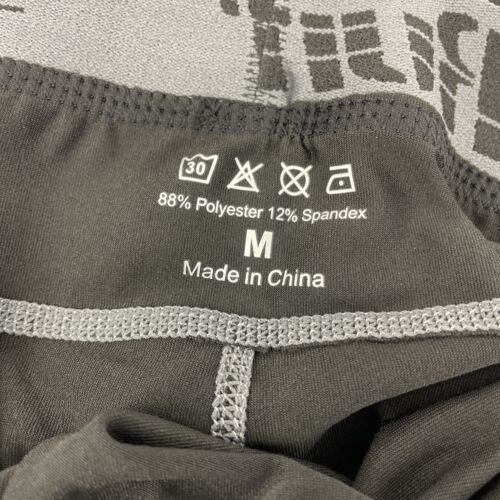 30
88% Polyester 12% Spandex
M
Made in China